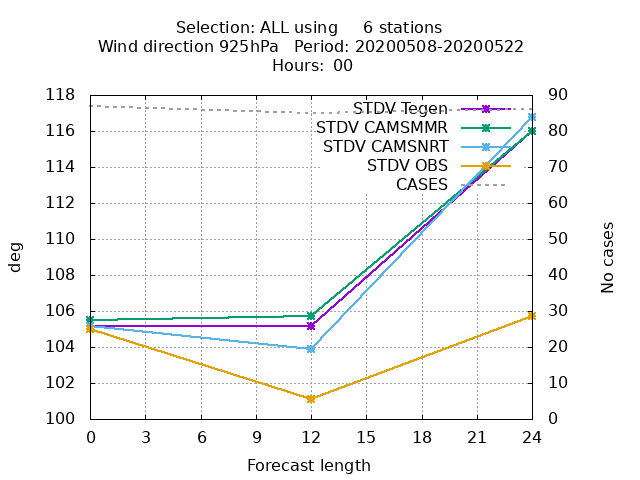 Selection: ALL using     6 stations
Wind direction 925hPa   Period: 20200508-20200522
Hours:  00
118
116
114
112
110
108
106
104
102
100
deg
90
80
70
60
50
40
30
20
10
0
No cases
STDV Tegen
STDV CAMSMMR
STDV CAMSNRT
STDV OBS
CASES
0 3 6 9 12 15 18 21 24
Forecast length